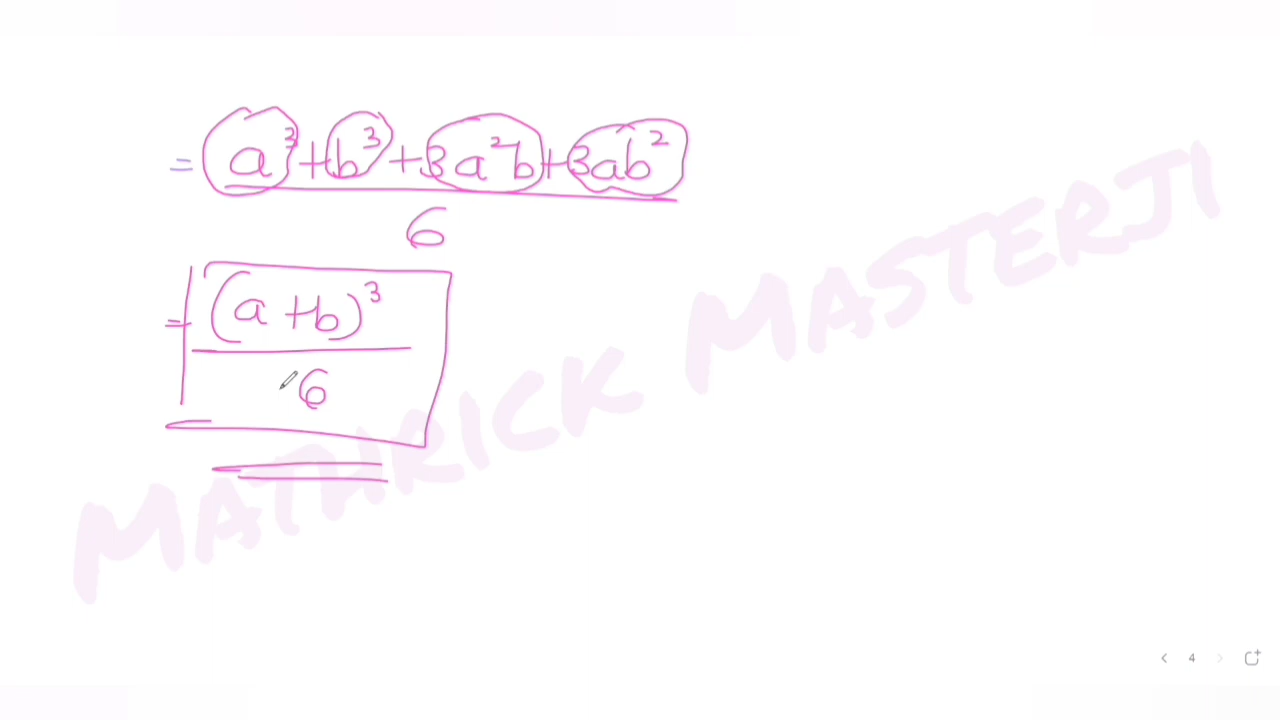 = a³+b³+3a²b+3ab²
6
= (a+b)³
6
MATHRICK MASTERJI
< 4 >